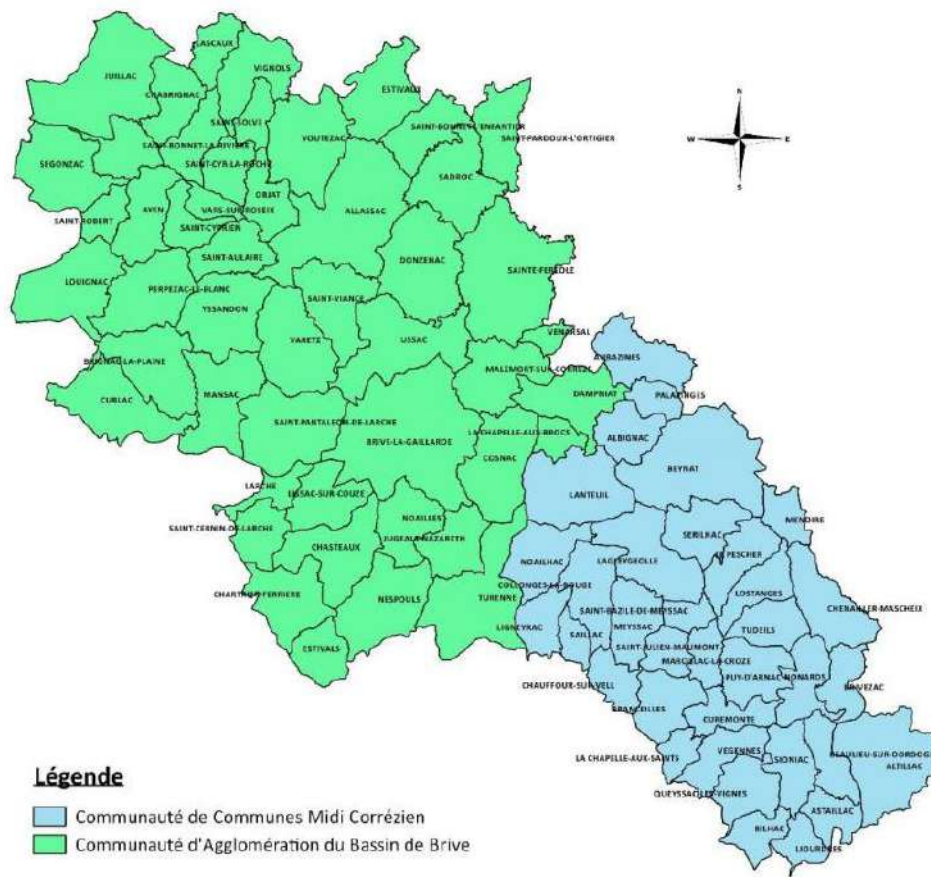 LASCAUX
JUILLAC
VIGNOLS
ESTIVAUX
CHABRIGNAC
N
SAINT-SOLVE
SAINT-PARDOUX-L'ORTIGIER
VOUTEZAC
W
E
SAINT-BONNET-LA-RIVIERE
SEGONZAC
SAINT-CYR-LA-ROCHE
SADROC
S
OBJAT
AYEN
VARS-SUR-ROSEIX
ALLASSAC
SAINT-ROBERT
SAINT-CYPRIEN
SAINT-AULAIRE
DONZENAC
SAINTE-FEREOLE
LOUIGNAC
PERPEZAC-LE-BLANC
SAINT-VIANCE
YSSANDON
VENARSAL
VARETZ
USSAC
AUBAZINES
BRIGNAC-LA-PLAINE
MALEMORT-SUR-CORREZE
DAMPNIAT
PALAZINGES
CUBLAC
MANSAC
SAINT-PANTALEON-DE-LARCHE
BRIVE-LA-GAILLARDE
LA CHAPELLE-AUX-BROCS
ALBIGNAC
COSNAC
BEYNAT
LARCHE
LISSAC-SUR-COUZE
LANTEUIL
NOAILLES
MENOIRE
SAINT-CERNIN-DE-LARCHE
JUGEALS-NAZARETH
SERILHAC
CHASTEAUX
LE PESCHER
NOAILHAC
LAGLEYGEOLLE
COLLONGES-LA-ROUGE
CHARTRIER-FERRIERE
NESPOULS
TURENNE
LOSTANGES
SAINT-BAZILE-DE-MEYSSAC
CHENAILLER-MASCHEIX
LIGNEYRAC
MEYSSAC
TUDEILS
SAILLAC
ESTIVALS
SAINT-JULIEN-MAUMONT
MARCILLAC-LA-CROZE
PUY-D'ARNAC
NONARDS
CHAUFFOUR-SUR-VELL
BRIVEZAC
BRANCEILLES
CUREMONTE
VEGENNES
LA CHAPELLE-AUX-SAINTS
SIONIAC
ALTILLAC
QUEYSSAC-LES-VIGNES
ASTAILLAC
BILHAC
LIOURDRES
Légende
Communauté de Communes Midi Corrézien
Communauté d'Agglomération du Bassin de Brive